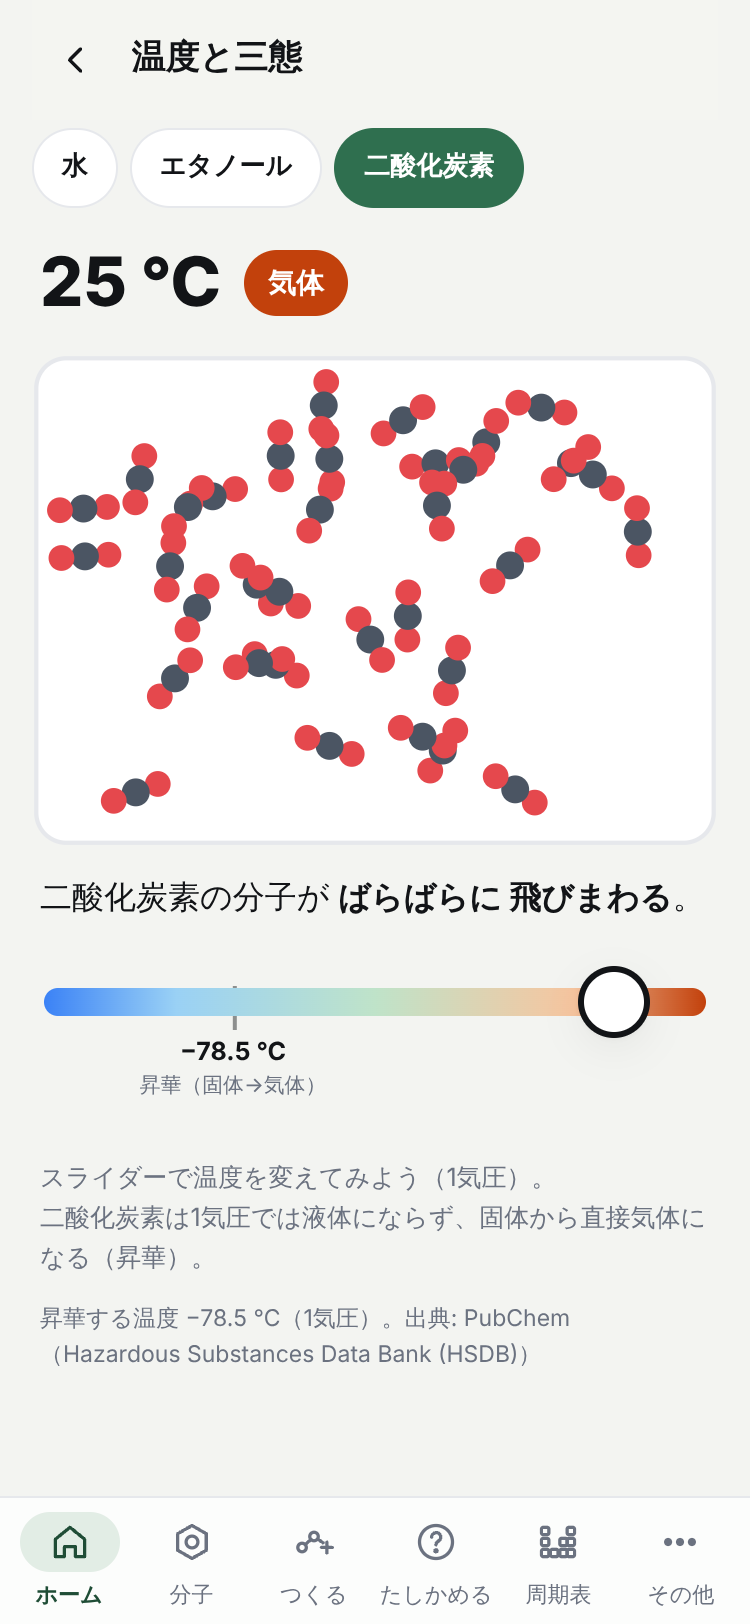 温度と三態
水
エタノール
二酸化炭素
25 °C
気体
二酸化炭素の分子が ばらばらに 飛びまわる。
−78.5 °C
昇華（固体→気体）
スライダーで温度を変えてみよう（1気圧）。
二酸化炭素は1気圧では液体にならず、固体から直接気体に
なる（昇華）。
昇華する温度 −78.5 °C（1気圧）。出典: PubChem
（Hazardous Substances Data Bank (HSDB)）
ホーム
分子
つくる
たしかめる
周期表
その他